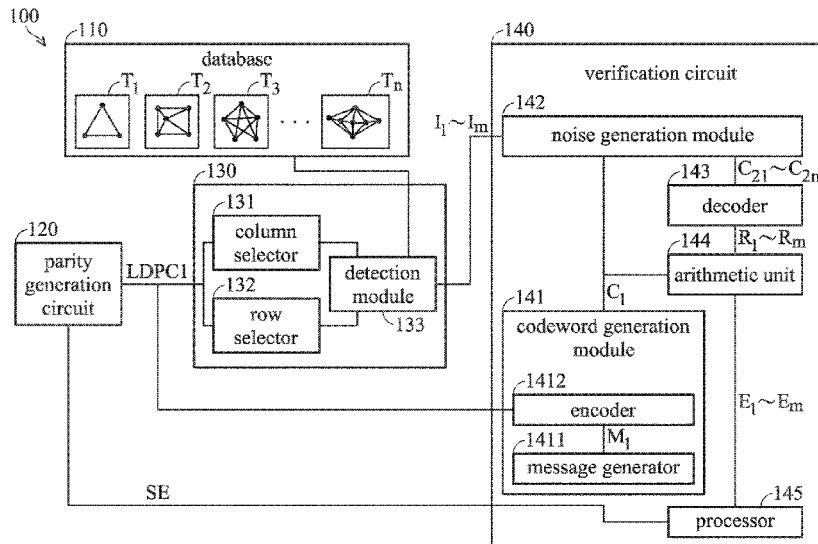 100
110
database
T1
T2
T3
. . .
Tn
140
verification circuit
142
I1~Im
noise generation module
143
C21~C2n
decoder
144
R1~Rm
arithmetic unit
130
131
column
selector
120
parity
generation
circuit
LDPC1
132
row
selector
detection
module
133
C1
141
codeword generation
module
1412
encoder
M1
1411
message generator
E1~Em
SE
145
processor